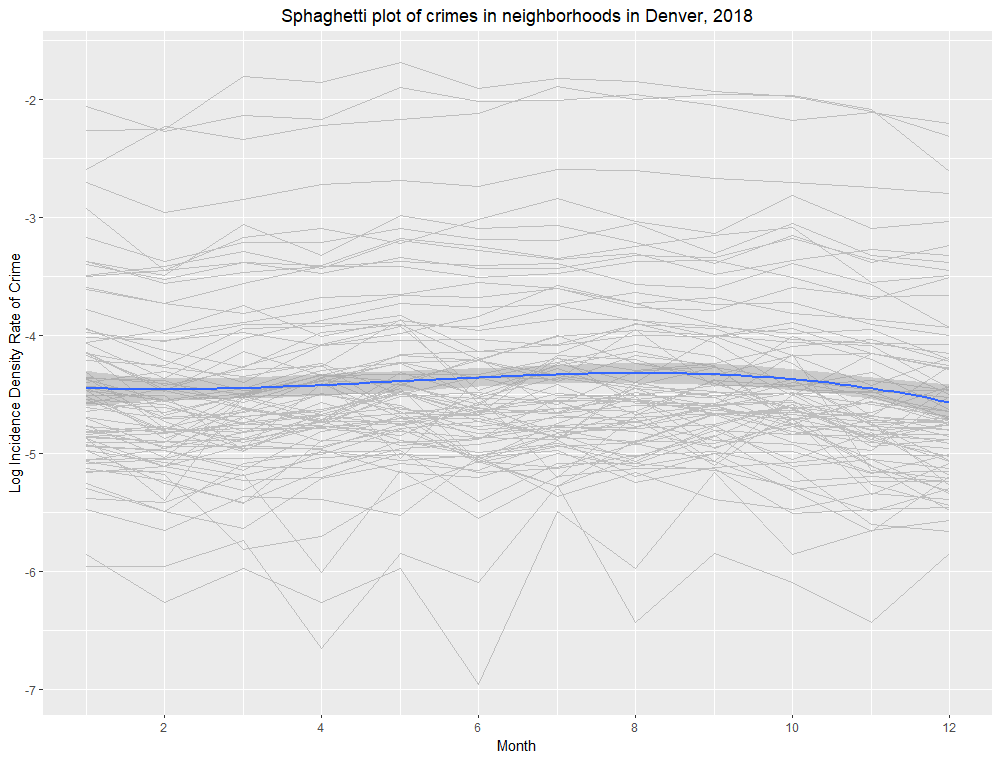 Sphaghetti plot of crimes in neighborhoods in Denver, 2018
Log Incidence Density Rate of Crime
-2
-3
-4
-5
-6
-7
2 4 6 8 10 12
Month